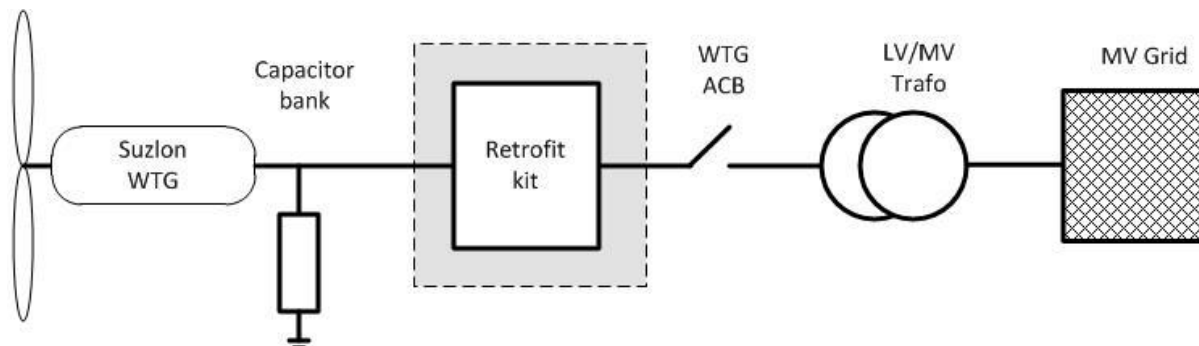 Suzlon
WTG
Capacitor
bank
Retrofit
kit
WTG
ACB
LV/MV
Trafo
MV Grid